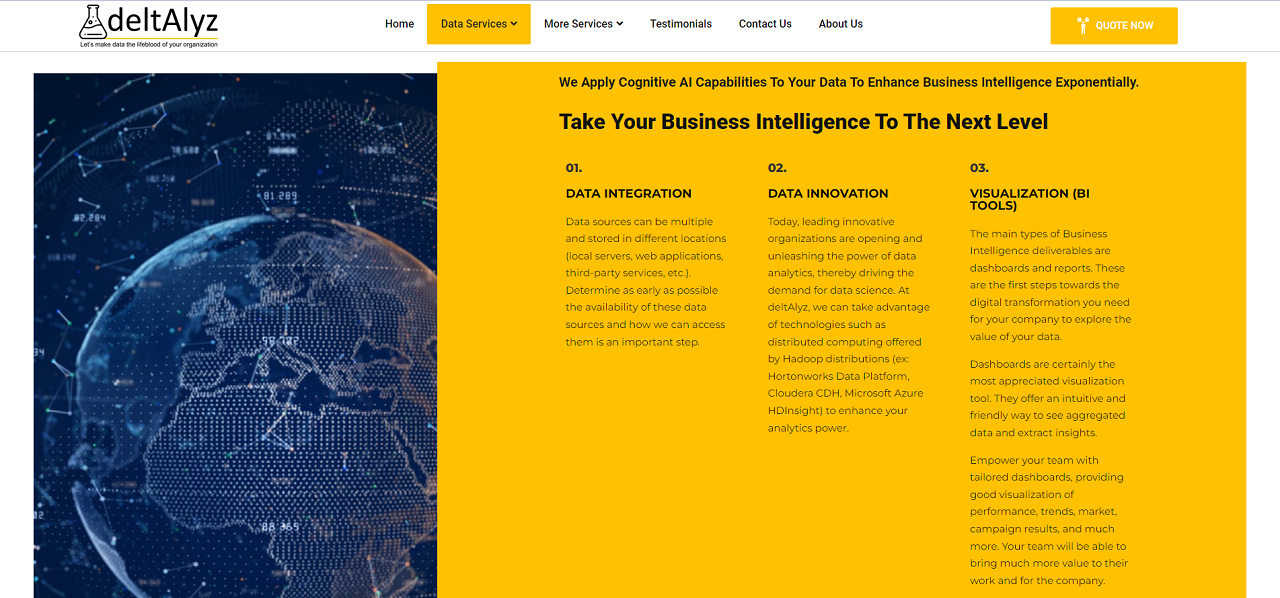 deltAlyz
Let's make data the lifeblood of your organization
Home
Data Services
More Services
Testimonials
Contact Us
About Us
QUOTE NOW
We Apply Cognitive AI Capabilities To Your Data To Enhance Business Intelligence Exponentially.
Take Your Business Intelligence To The Next Level
01.
DATA INTEGRATION
Data sources can be multiple
and stored in different locations
(local servers, web applications,
third-party services, etc.).
Determine as early as possible
the availability of these data
sources and how we can access
them is an important step.
02.
DATA INNOVATION
Today, leading innovative
organizations are opening and
unleashing the power of data
analytics, thereby driving the
demand for data science. At
deltAlyz, we can take advantage
of technologies such as
distributed computing offered
by Hadoop distributions (ex:
Hortonworks Data Platform,
Cloudera CDH, Microsoft Azure
HDInsight) to enhance your
analytics power.
03.
VISUALIZATION (BI
TOOLS)
The main types of Business
Intelligence deliverables are
dashboards and reports. These
are the first steps towards the
digital transformation you need
for your company to explore the
value of your data.
Dashboards are certainly the
most appreciated visualization
tool. They offer an intuitive and
friendly way to see aggregated
data and extract insights.
Empower your team with
tailored dashboards, providing
good visualization of
performance, trends, market,
campaign results, and much
more. Your team will be able to
bring much more value to their
work and for the company.
81.289
82.284
88.369